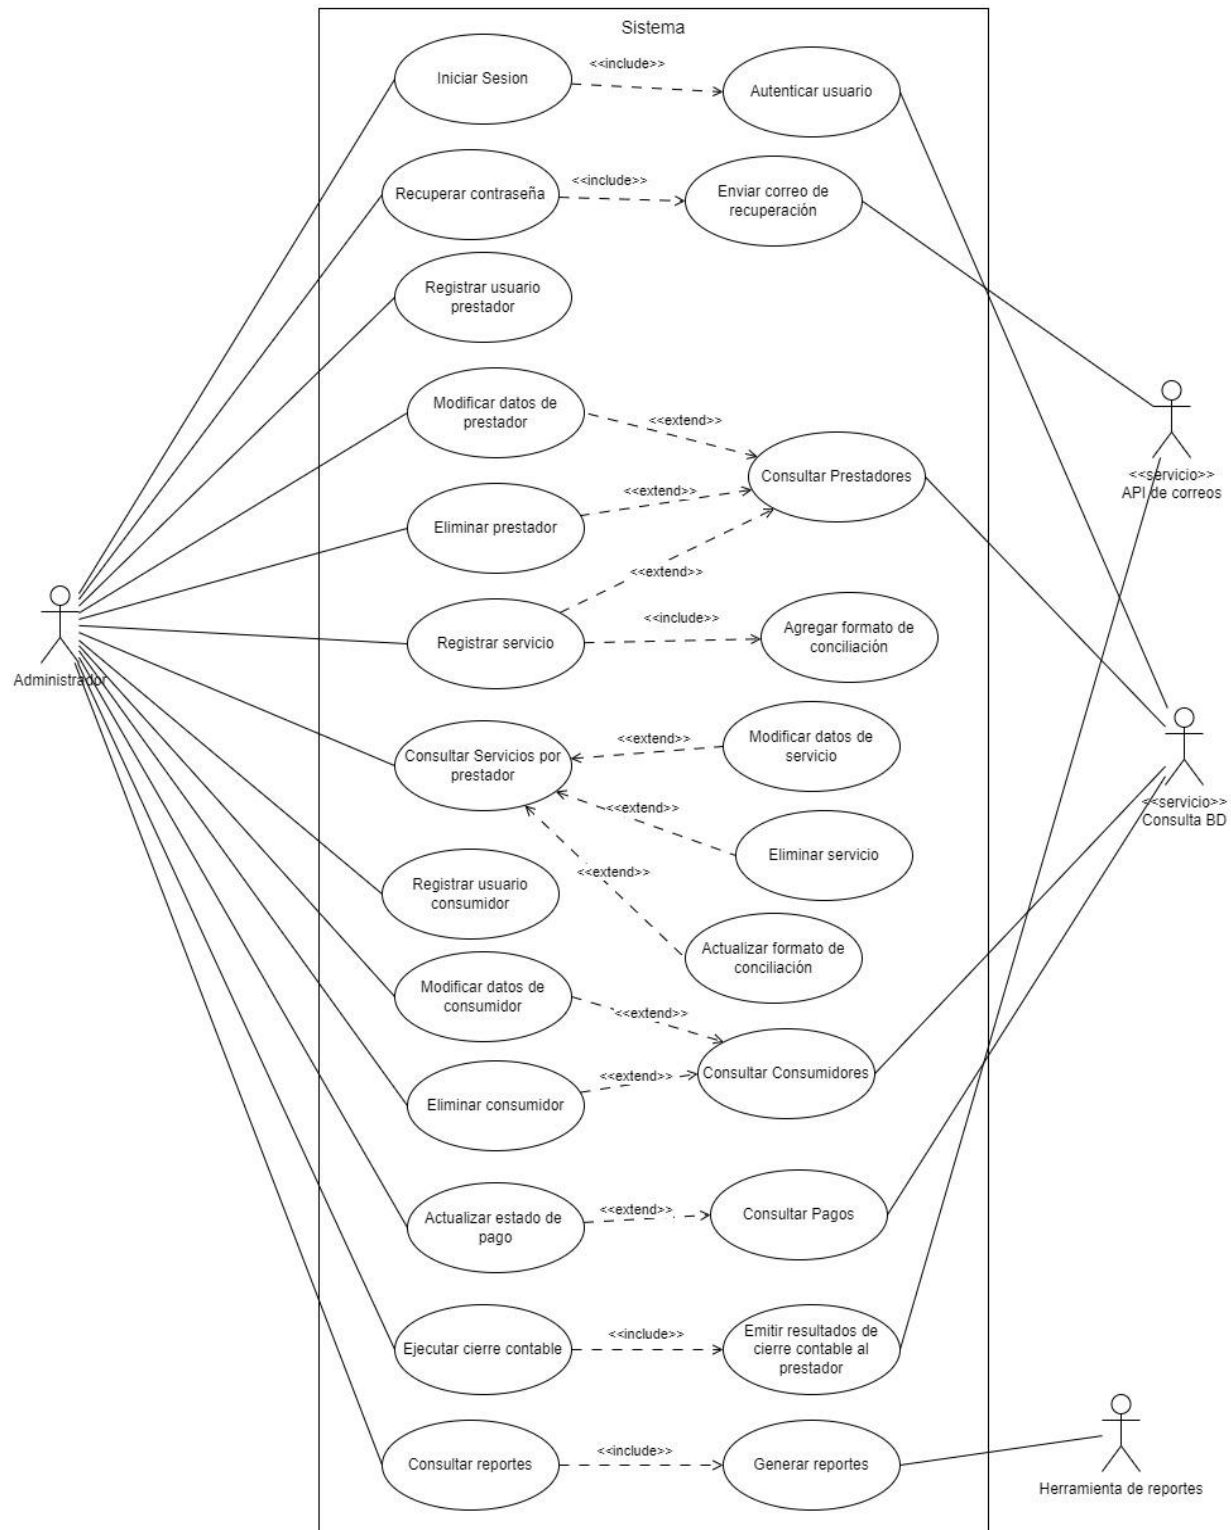 Sistema
Iniciar Sesion
<<include>>
Autenticar usuario
Recuperar contraseña
<<include>>
Enviar correo de
recuperación
Registrar usuario
prestador
Modificar datos de
prestador
<<extend>>
Consultar Prestadores
<<servicio>>
API de correos
Eliminar prestador
<<extend>>
<<extend>>
Registrar servicio
<<include>>
Agregar formato de
conciliación
Administrador
Consultar Servicios por
prestador
<<extend>>
Modificar datos de
servicio
<<servicio>>
Consulta BD
<<extend>>
Eliminar servicio
<<extend>>
Registrar usuario
consumidor
Actualizar formato de
conciliación
Modificar datos de
consumidor
<<extend>>
Consultar Consumidores
Eliminar consumidor
<<extend>>
Actualizar estado de
pago
<<extend>>
Consultar Pagos
Ejecutar cierre contable
<<include>>
Emitir resultados de
cierre contable al
prestador
Consultar reportes
<<include>>
Generar reportes
Herramienta de reportes